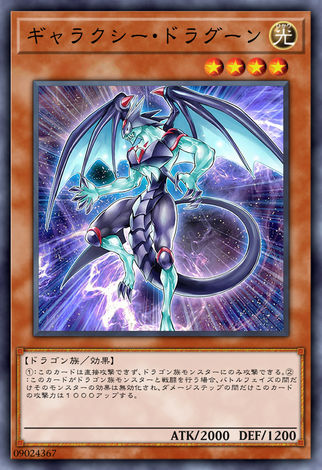 ギャラクシー・ドラグーン
光
【ドラゴン族／効果】
①：このカードは直接攻撃できず、ドラゴン族モンスターにのみ攻撃できる。②
：このカードがドラゴン族モンスターと戦闘を行う場合、バトルフェイズの間だ
けそのモンスターの効果は無効化され、ダメージステップの間だけこのカード
の攻撃力は１０００アップする。
ATK/2000 DEF/1200
09024367